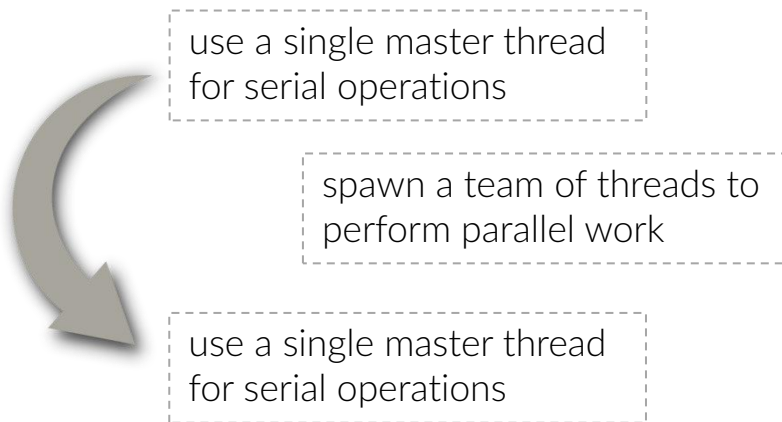 use a single master thread
for serial operations
spawn a team of threads to
perform parallel work
use a single master thread
for serial operations